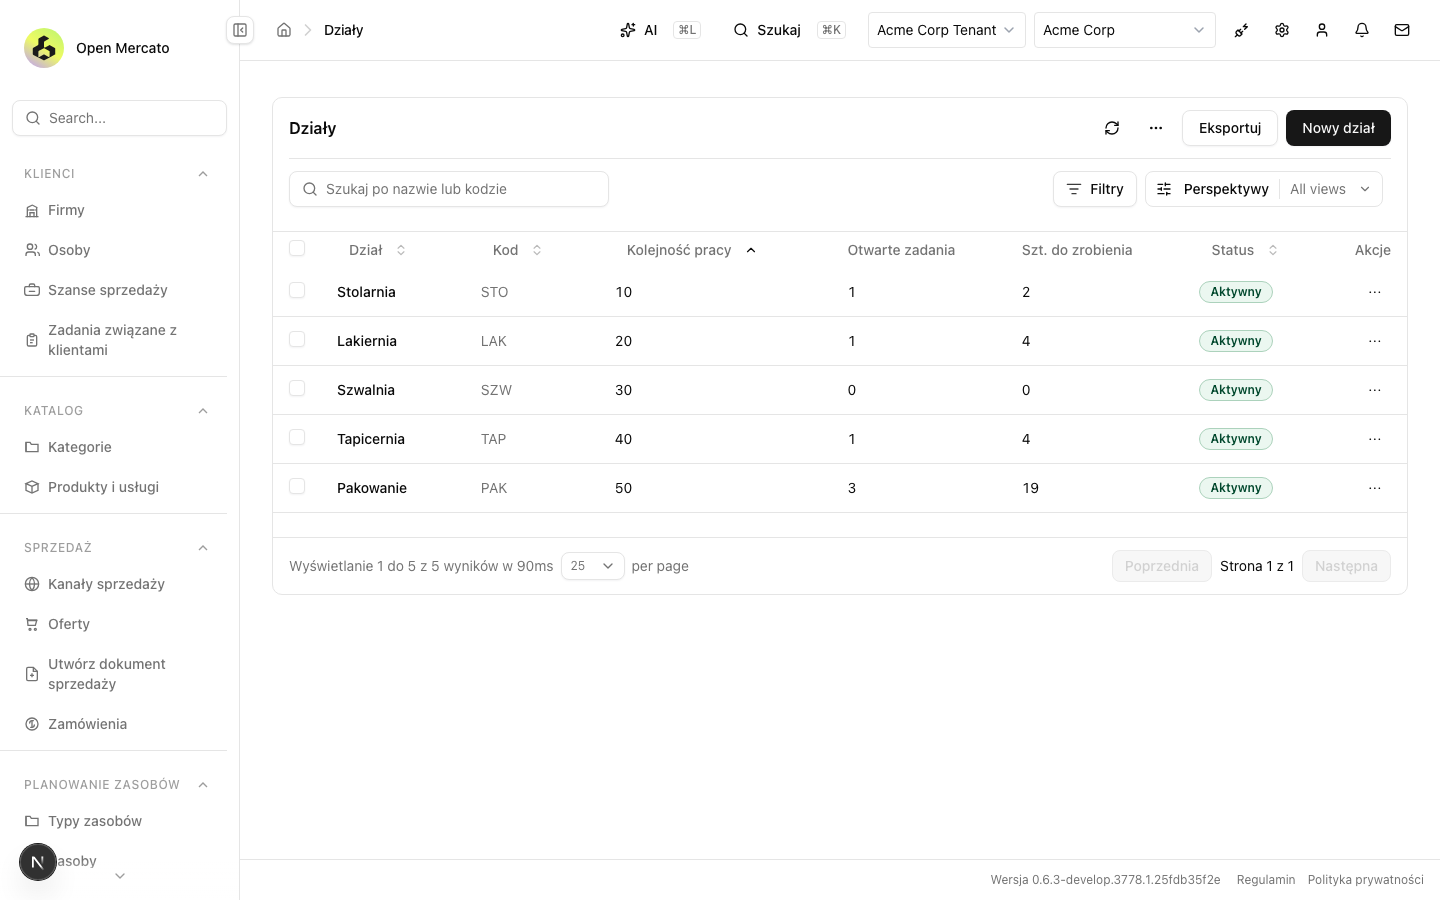 Open Mercato
Search...
KLIENCI
Firmy
Osoby
Szanse sprzedaży
Zadania związane z
klientami
KATALOG
Kategorie
Produkty i usługi
SPRZEDAŻ
Kanały sprzedaży
Oferty
Utwórz dokument
sprzedaży
Zamówienia
PLANOWANIE ZASOBÓW
Typy zasobów
asoby
N
Działy
AI ⌘L
Szukaj ⌘K
Acme Corp Tenant
Acme Corp
Działy
Eksportuj
Nowy dział
Szukaj po nazwie lub kodzie
Filtry
Perspektywy All views
Dział Kod Kolejność pracy Otwarte zadania Szt. do zrobienia Status Akcje
Stolarnia STO 10 1 2 Aktywny ...
Lakiernia LAK 20 1 4 Aktywny ...
Szwalnia SZW 30 0 0 Aktywny ...
Tapicernia TAP 40 1 4 Aktywny ...
Pakowanie PAK 50 3 19 Aktywny ...
Wyświetlanie 1 do 5 z 5 wyników w 90ms 25 per page
Poprzednia Strona 1 z 1 Następna
Wersja 0.6.3-develop.3778.1.25fdb35f2e Regulamin Polityka prywatności